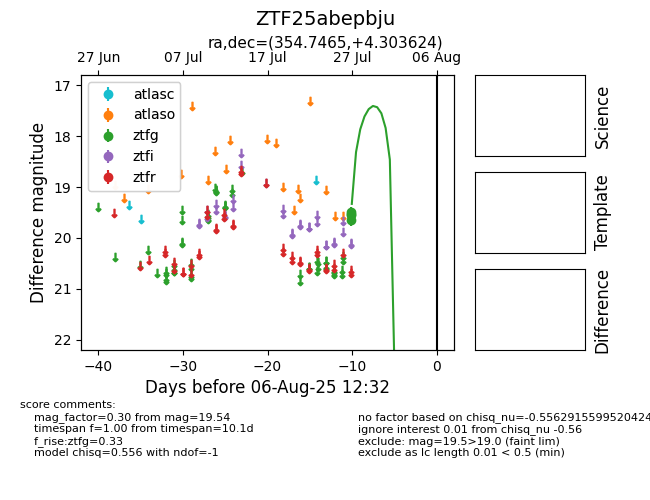 ZTF25abepbju
ra,dec=(354.7465,+4.303624)
27 Jun 07 Jul 17 Jul 27 Jul 06 Aug
17
18
19
20
21
22
Difference magnitude
atlasc
atlaso
ztfg
ztfi
ztfr
−40 −30 −20 −10 0
Days before 06-Aug-25 12:32
Science
Template
Difference
score comments:
mag_factor=0.30 from mag=19.54
timespan f=1.00 from timespan=10.1d
f_rise:ztfg=0.33
model chisq=0.556 with ndof=-1
no factor based on chisq_nu=-0.5562915599520424
ignore interest 0.01 from chisq_nu -0.56
exclude: mag=19.5>19.0 (faint lim)
exclude as lc length 0.01 < 0.5 (min)